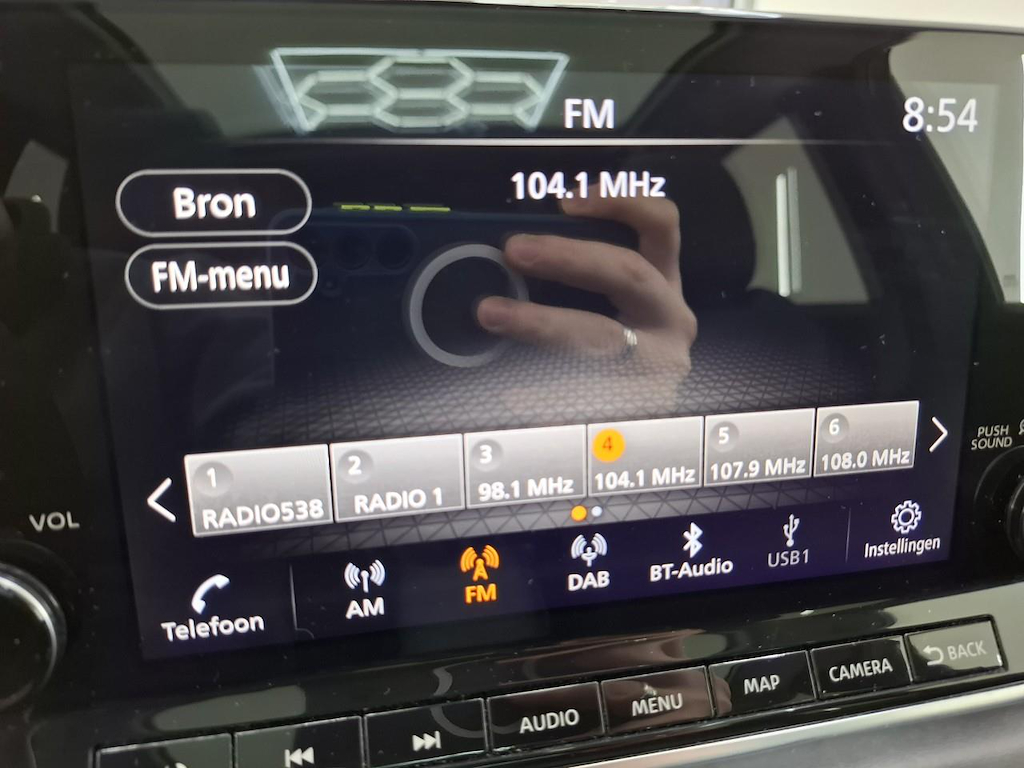 FM
8:54
Bron
104.1 MHz
FM-menu
1
RADIO538
2
RADIO 1
3
98.1 MHz
4
104.1 MHz
5
107.9 MHz
6
108.0 MHz
PUSH
SOUND
VOL
Telefoon
AM
FM
DAB
BT-Audio
USB1
Instellingen
AUDIO
MENU
MAP
CAMERA
BACK